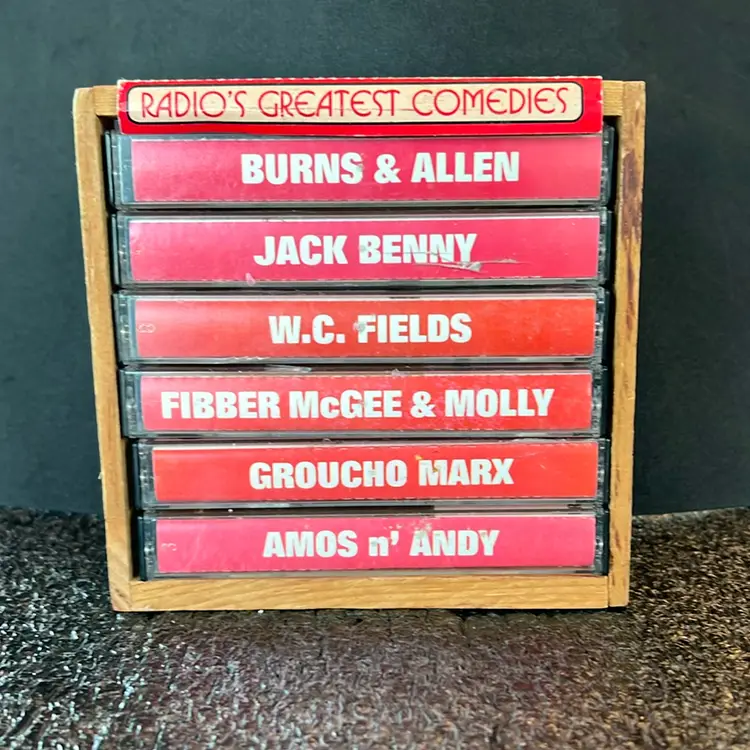 RADIO'S GREATEST COMEDIES
BURNS & ALLEN
JACK BENNY
W.C. FIELDS
FIBBER McGEE & MOLLY
GROUCHO MARX
AMOS n' ANDY